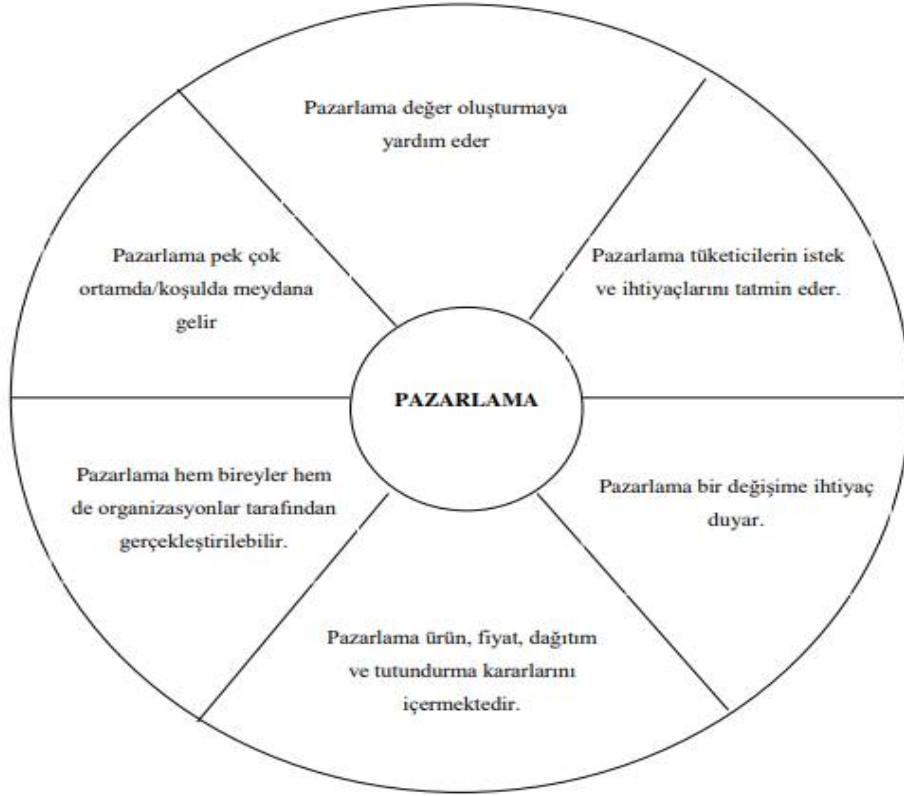 Pazarlama değer oluşturmaya
yardım eder
Pazarlama tüketicilerin istek
ve ihtiyaçlarını tatmin eder.
Pazarlama bir değişime ihtiyaç
duyar.
Pazarlama ürün, fiyat, dağıtım
ve tutundurma kararlarını
içermektedir.
Pazarlama hem bireyler hem
de organizasyonlar tarafından
gerçekleştirilebilir.
Pazarlama pek çok
ortamda/koşulda meydana
gelir
PAZARLAMA